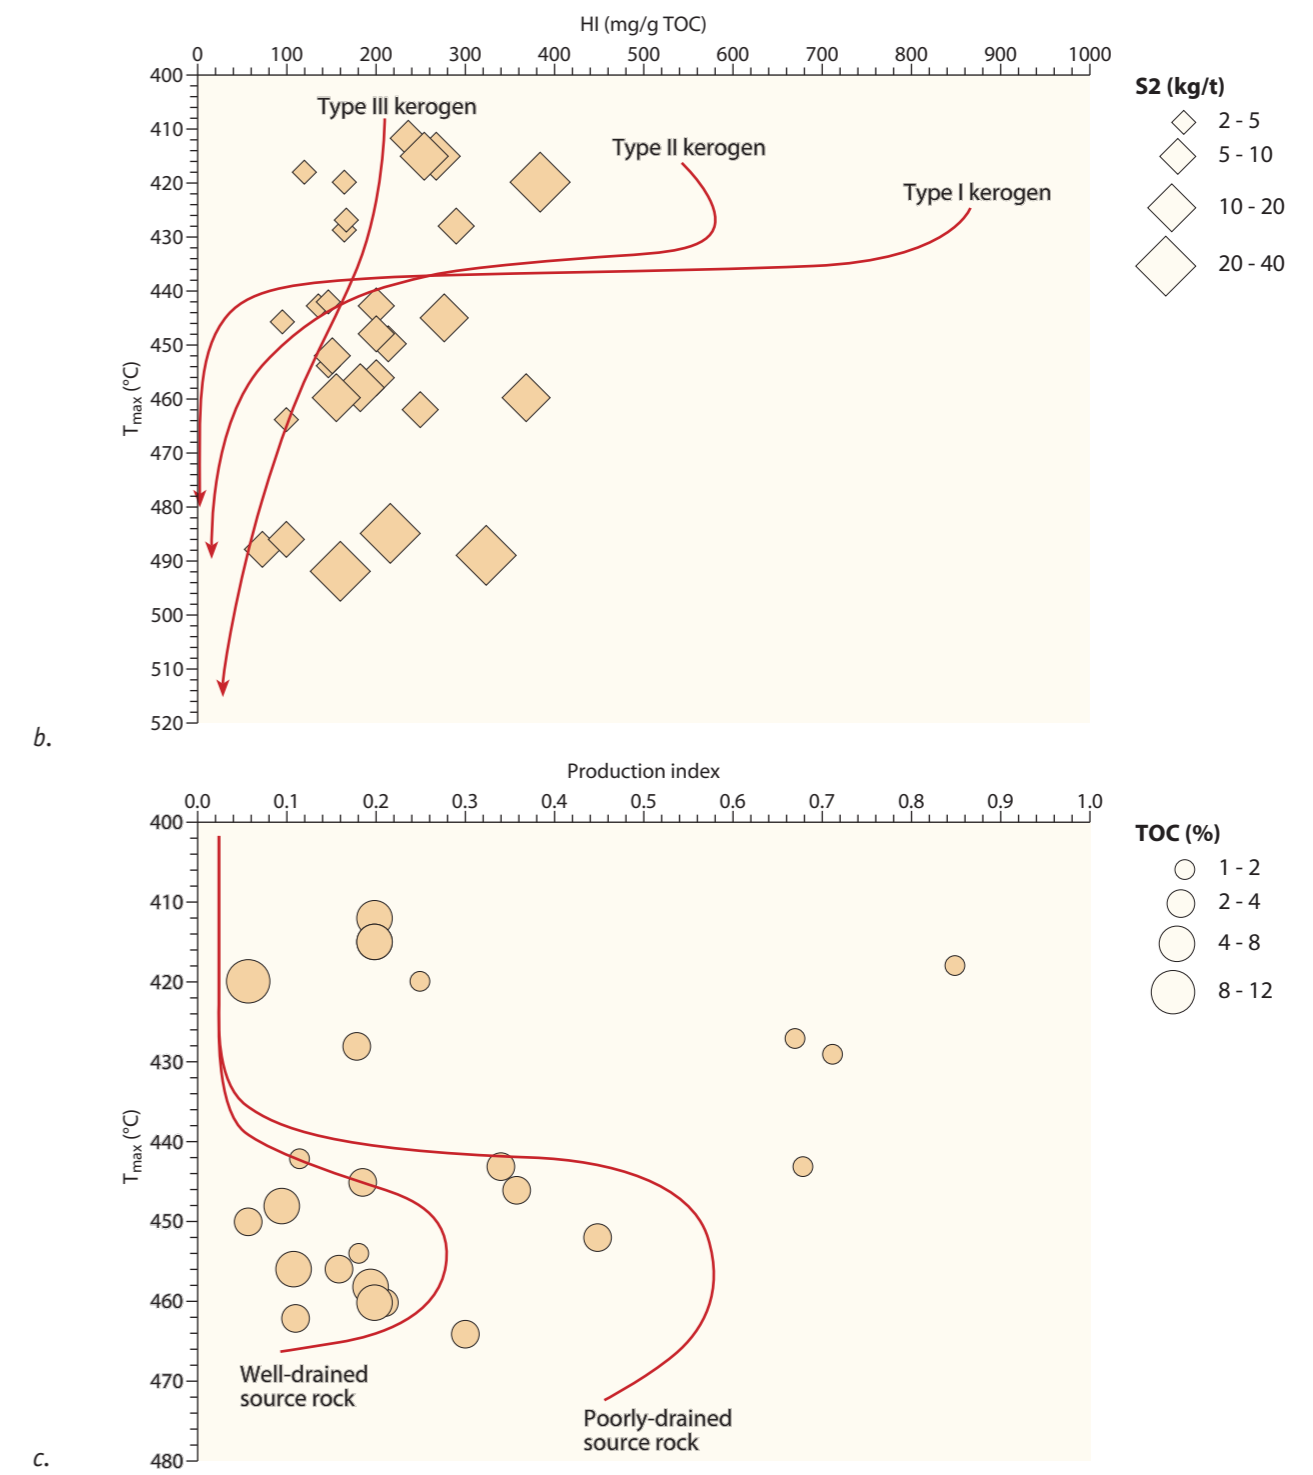 HI (mg/g TOC)
0 100 200 300 400 500 600 700 800 900 1000
400
410
420
430
440
450
460
470
480
490
500
510
520
Tmax (°C)
Type III kerogen
Type II kerogen
Type I kerogen
S2 (kg/t)
2 - 5
5 - 10
10 - 20
20 - 40
b.
Production index
0.0 0.1 0.2 0.3 0.4 0.5 0.6 0.7 0.8 0.9 1.0
400
410
420
430
440
450
460
470
480
Tmax (°C)
Well-drained
source rock
Poorly-drained
source rock
TOC (%)
1 - 2
2 - 4
4 - 8
8 - 12
c.